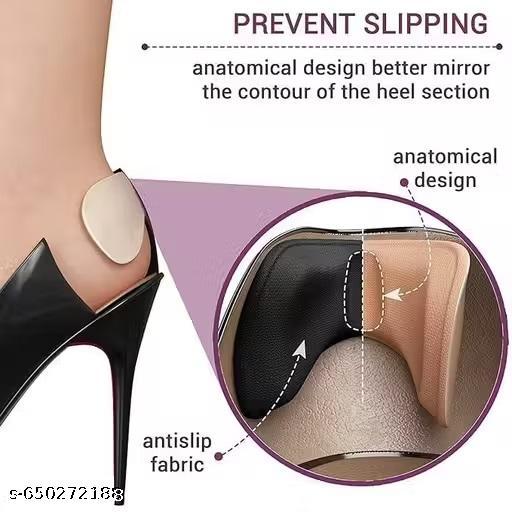 PREVENT SLIPPING
anatomical design better mirror
the contour of the heel section
anatomical
design
antislip
fabric
s-650272188